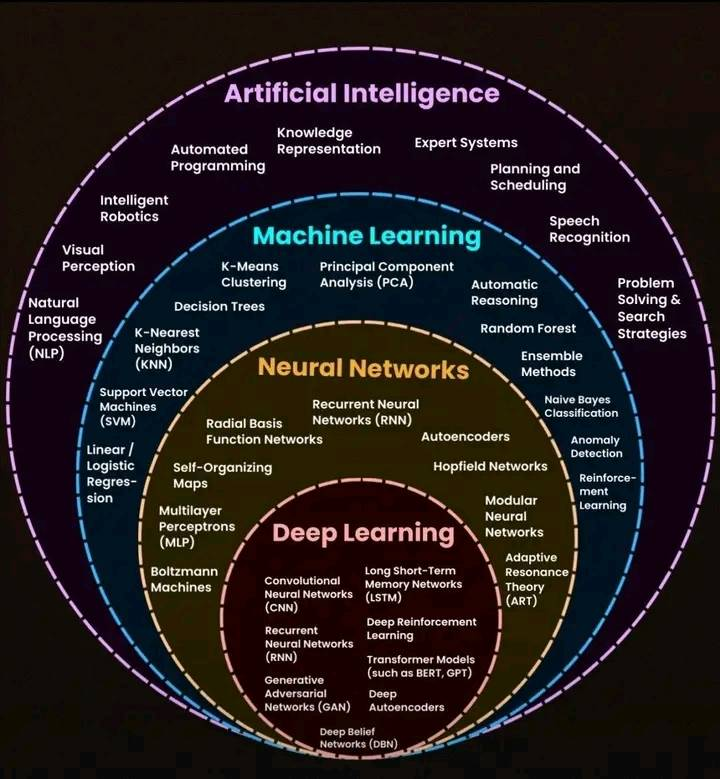 Artificial Intelligence
Knowledge
Representation
Expert Systems
Automated
Programming
Planning and
Scheduling
Intelligent
Robotics
Speech
Recognition
Visual
Perception
Problem
Solving &
Search
Strategies
Natural
Language
Processing
(NLP)
Machine Learning
K-Means
Clustering
Principal Component
Analysis (PCA)
Automatic
Reasoning
Decision Trees
Random Forest
K-Nearest
Neighbors
(KNN)
Ensemble
Methods
Support Vector
Machines
(SVM)
Naive Bayes
Classification
Linear /
Logistic
Regres-
sion
Anomaly
Detection
Reinforce-
ment
Learning
Neural Networks
Recurrent Neural
Networks (RNN)
Radial Basis
Function Networks
Autoencoders
Self-Organizing
Maps
Hopfield Networks
Multilayer
Perceptrons
(MLP)
Modular
Neural
Networks
Boltzmann
Machines
Adaptive
Resonance
Theory
(ART)
Deep Learning
Convolutional
Neural Networks
(CNN)
Long Short-Term
Memory Networks
(LSTM)
Recurrent
Neural Networks
(RNN)
Deep Reinforcement
Learning
Generative
Adversarial
Networks (GAN)
Transformer Models
(such as BERT, GPT)
Deep
Autoencoders
Deep Belief
Networks (DBN)